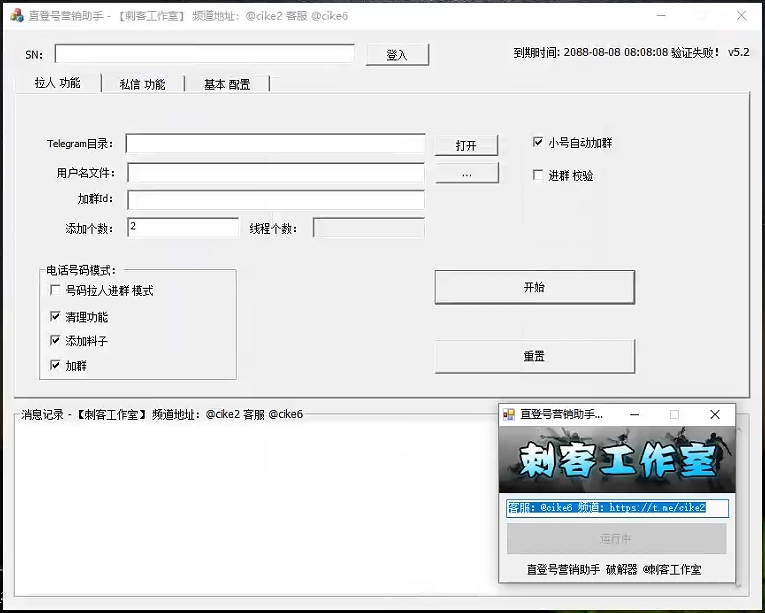 直登号营销助手 - 【刺客工作室】 频道地址: @cike2 客服 @cike6
SN:
登入
到期时间: 2088-08-08 08:08:08 验证失败! v5.2
拉人 功能
私信 功能
基本 配置
Telegram目录:
打开
小号自动加群
用户名文件:
...
进群 校验
加群Id:
添加个数:
2
线程个数:
电话号码模式:
号码拉人进群 模式
清理功能
添加料子
加群
开始
重置
消息记录 - 【刺客工作室】 频道地址: @cike2 客服 @cike6
直登号营销助手...
刺客工作室
客服: @cike6 频道: https://t.me/cike2
运行中
直登号营销助手 破解器 @刺客工作室